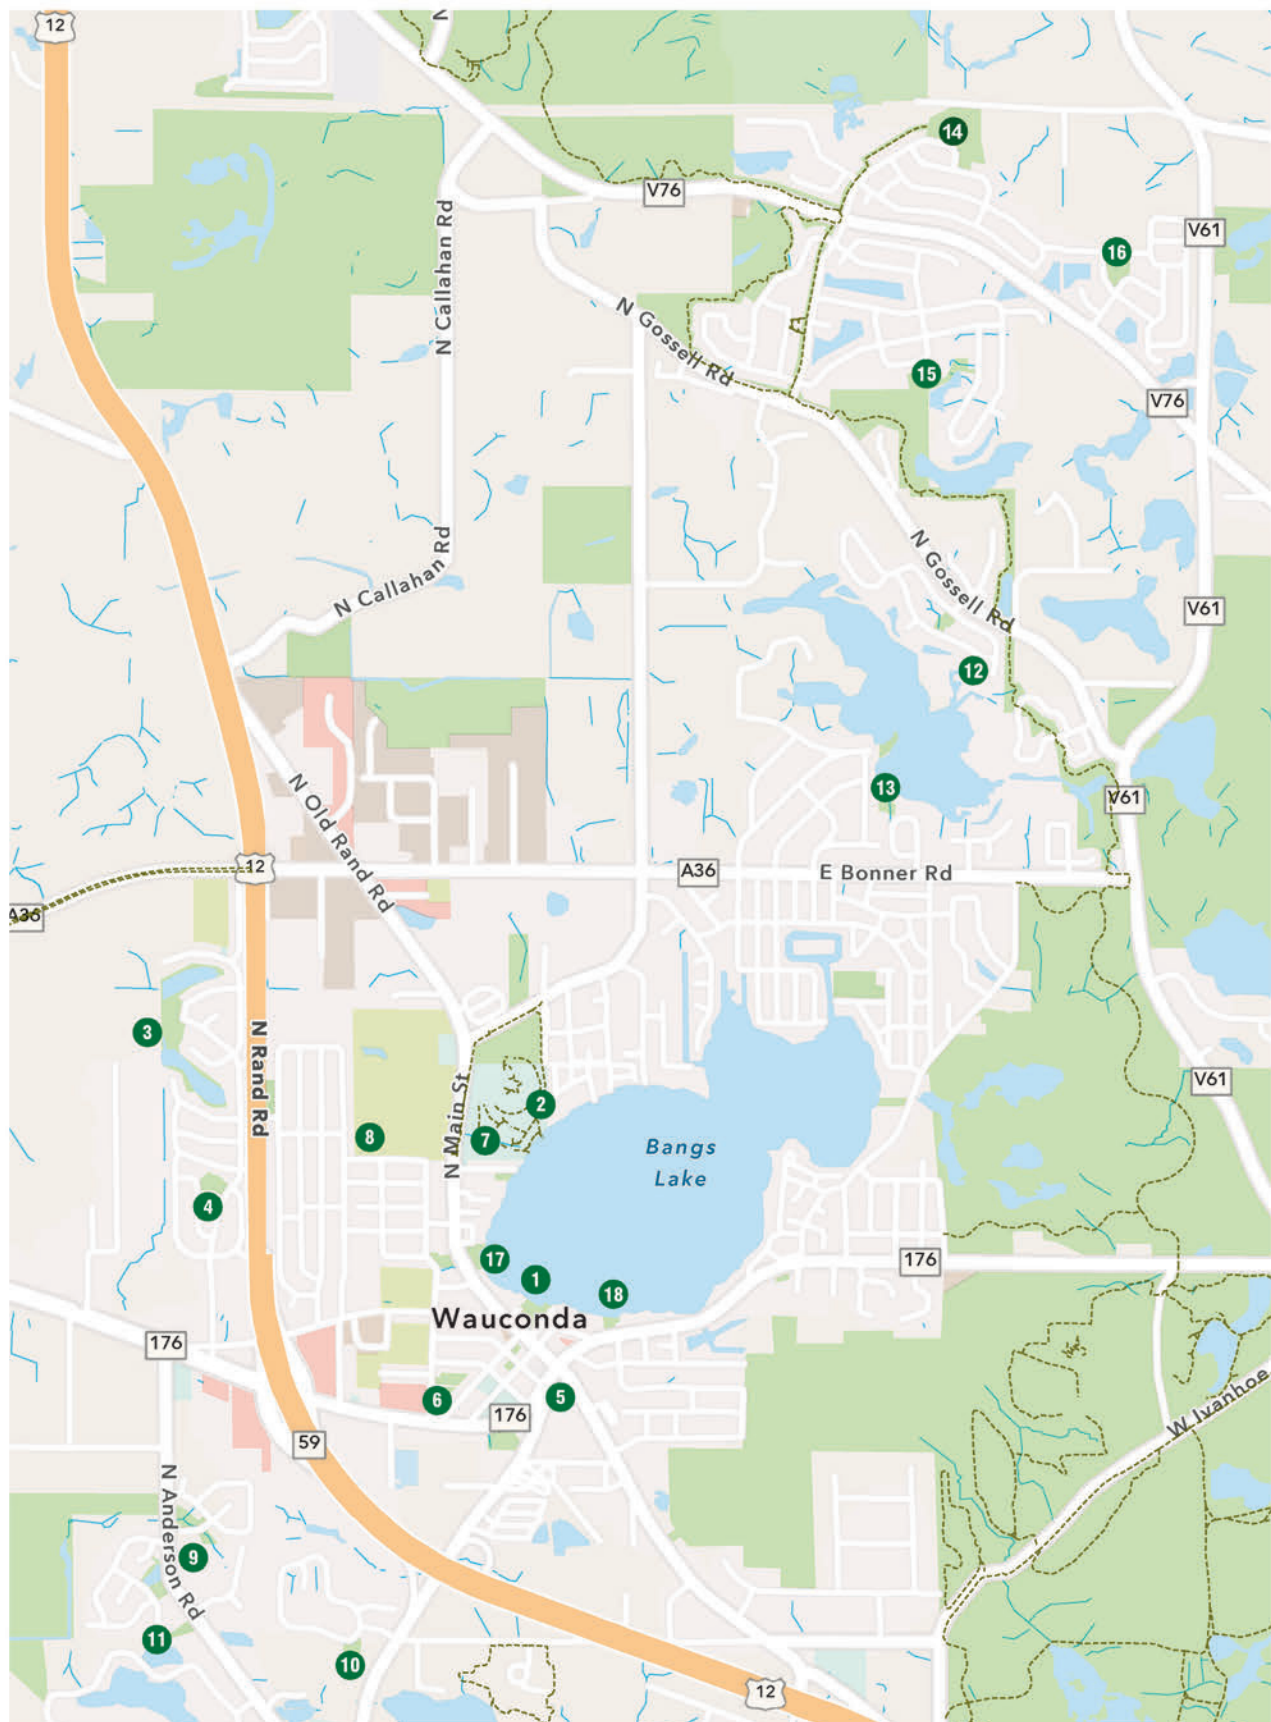 12
N
14
V76
V61
16
N Callahan Rd
N Gossell Rd
15
V76
N Gossell Rd
N Callahan Rd
V61
12
N Old Rand Rd
13
V61
12
A36
E Bonner Rd
A36
3
N Rand Rd
V61
2
8
7
N Main St
Bangs
Lake
4
17
1
18
176
Wauconda
176
6
5
176
W Ivanhoe
59
N Anderson Rd
9
11
10
12